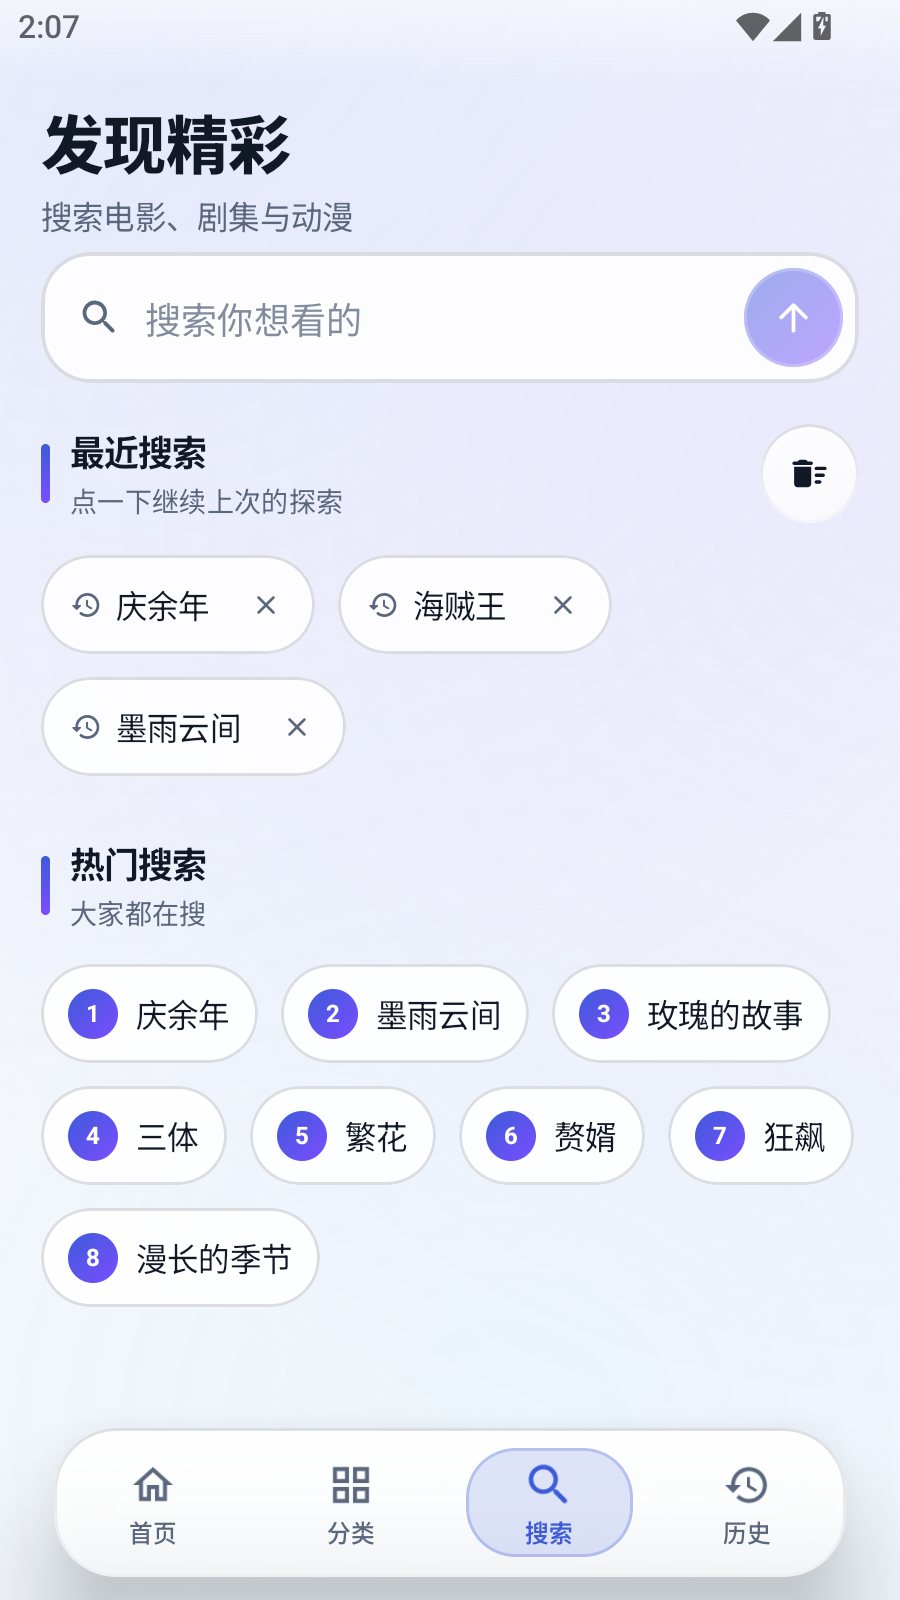 2:07
发现精彩
搜索电影、剧集与动漫
搜索你想看的
最近搜索
点一下继续上次的探索
庆余年 海贼王
墨雨云间
热门搜索
大家都在搜
1 庆余年 2 墨雨云间 3 玫瑰的故事
4 三体 5 繁花 6 赘婿 7 狂飙
8 漫长的季节
首页 分类 搜索 历史